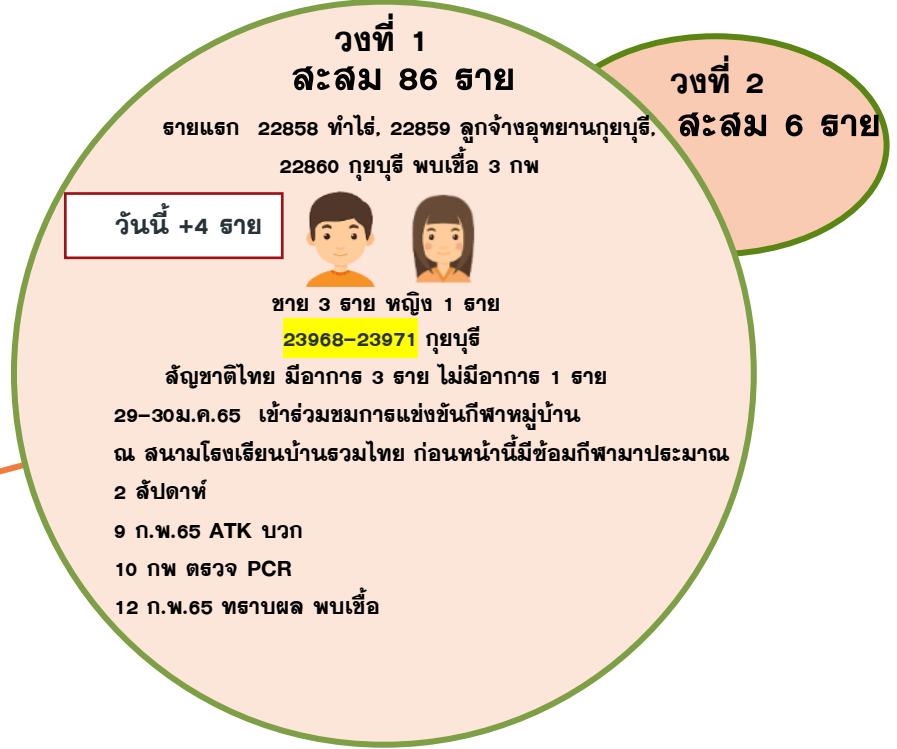 วงที่ 1
สะสม 86 ราย
รายแรก 22858 ทำไร่, 22859 ลูกจ้างอุทยานกุยบุรี,
22860 กุยบุรี พบเชื้อ 3 กพ
วงที่ 2
สะสม 6 ราย
วันนี้ +4 ราย
ชาย 3 ราย หญิง 1 ราย
23968-23971 กุยบุรี
สัญชาติไทย มีอาการ 3 ราย ไม่มีอาการ 1 ราย
29-30ม.ค.65 เข้าร่วมชมการแข่งขันกีฬาหมู่บ้าน
ณ สนามโรงเรียนบ้านรวมไทย ก่อนหน้านี้มีซ้อมกีฬามาประมาณ
2 สัปดาห์
9 ก.พ.65 ATK บวก
10 กพ ตรวจ PCR
12 ก.พ.65 ทราบผล พบเชื้อ